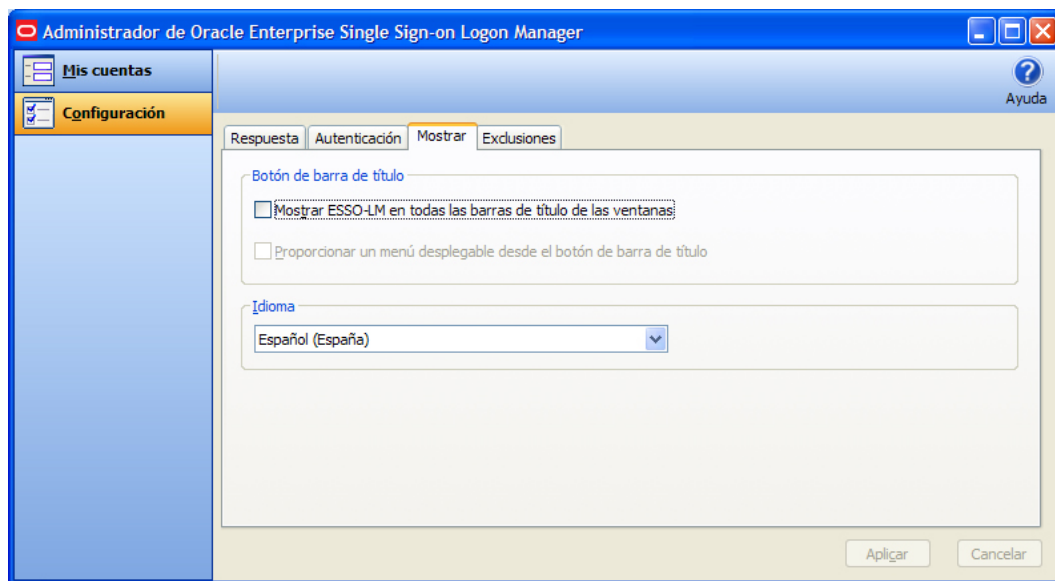 Administrador de Oracle Enterprise Single Sign-on Logon Manager
Mis cuentas
Configuración
Ayuda
Respuesta Autenticación Mostrar Exclusiones
Botón de barra de título
Mostrar ESSO-LM en todas las barras de título de las ventanas
Proporcionar un menú desplegable desde el botón de barra de título
Idioma
Español (España)
Aplicar Cancelar